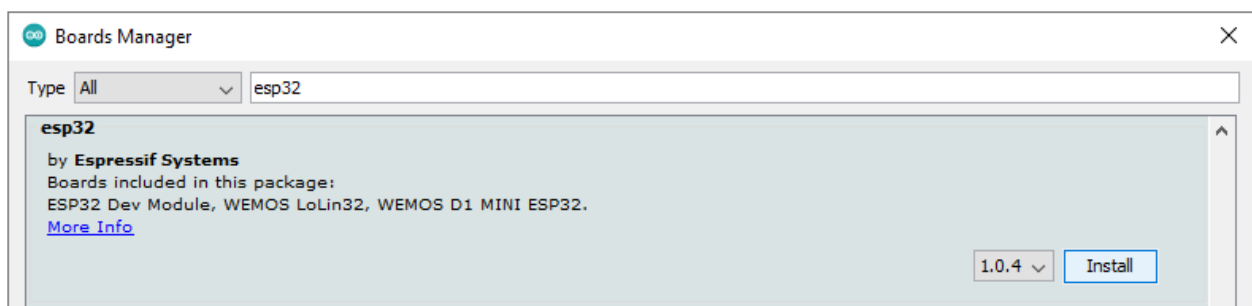 Boards Manager
Type All esp32
esp32
by Espressif Systems
Boards included in this package:
ESP32 Dev Module, WEMOS LoLin32, WEMOS D1 MINI ESP32.
More Info
1.0.4 Install